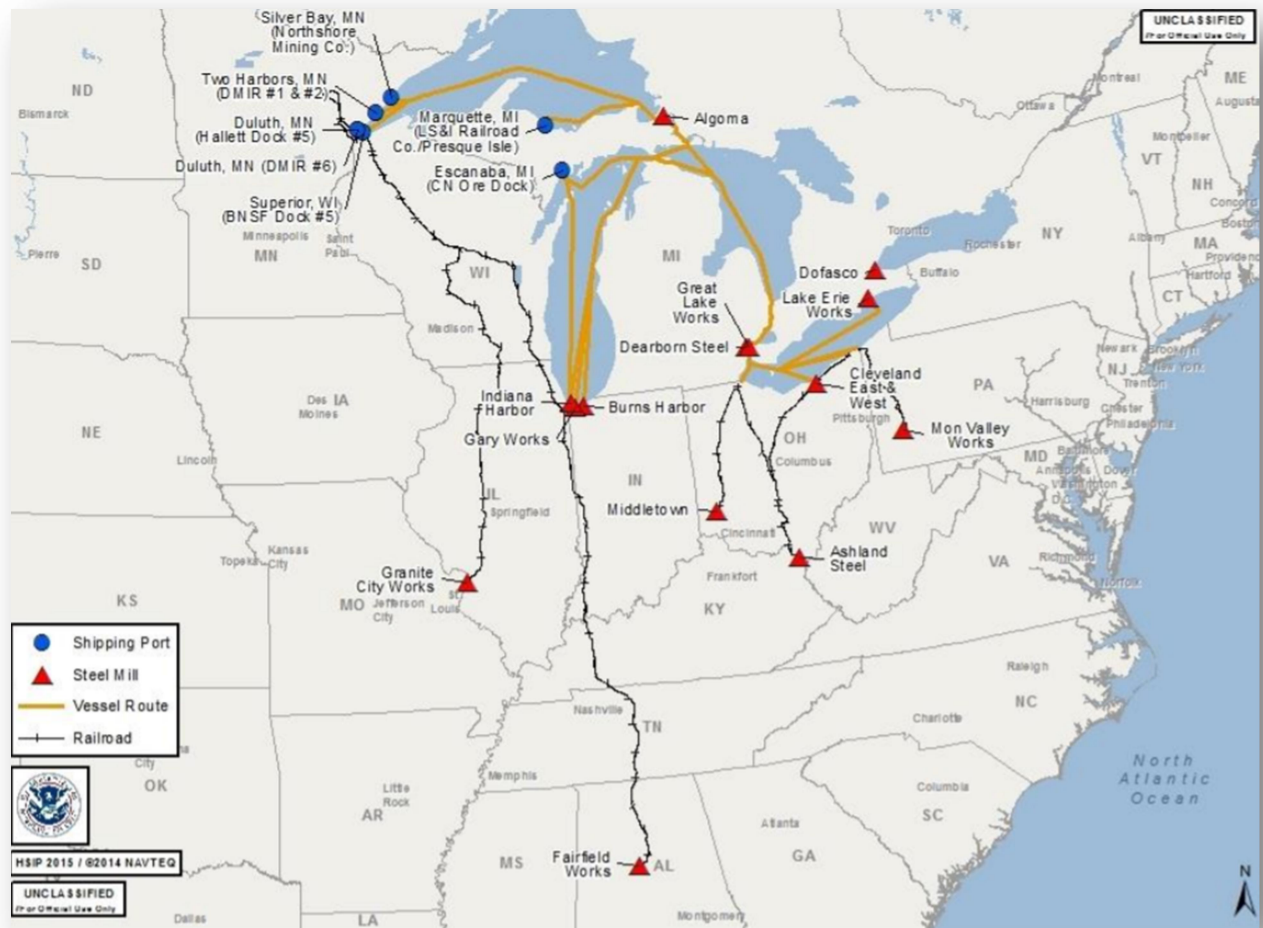 UNCLASSIFIED
//For Official Use Only
Silver Bay, MN
(Northshore
Mining Co.)
Two Harbors, MN
(DMIR #1 & #2)
Duluth, MN
(Hallett Dock #5)
Duluth, MN (DMIR #6)
Superior, WI
(BNSF Dock #5)
Marquette, MI
(LS&I Railroad
Co./Presque Isle)
Escanaba, MI
(CN Ore Dock)
Algoma
ND
Bismarck
Minneapolis
Saint
Paul
MN
Pierre
SD
WI
Madison
MI
Ottawa
Montreal
ME
Augusta
Montpelier
VT
NH
Concord
Boston
Toronto
Rochester
NY
Albany
MA
Providence
Hartford
CT
Buffalo
Dofasco
Lake Erie
Works
Great
Lake
Works
Dearborn Steel
Cleveland
East &
West
Pittsburgh
Mon Valley
Works
PA
Harrisburg
Newark
Brooklyn
New York
NJ
Trenton
Chester
Philadelphia
Indiana
Harbor
Burns Harbor
Gary Works
Des
Moines
IA
NE
Lincoln
IL
Springfield
IN
OH
Columbus
MD
Baltimore
Annapolis
Dover
Washington
D.C.
Middletown
Cincinnati
WV
VA
Richmond
Norfolk
Ashland
Steel
Frankfort
KY
Granite
City Works
St
Louis
Topeka
Kansas
City
KS
MO
Jefferson
City
Shipping Port
Steel Mill
Vessel Route
Railroad
City
OK
Nashville
TN
Raleigh
NC
Charlotte
Memphis
Little
Rock
AR
Columbia
SC
Atlanta
GA
North
Atlantic
Ocean
MS
Fairfield
Works
AL
Montgomery
HSIP 2015 / ©2014 NAVTEQ
UNCLASSIFIED
//For Official Use Only
Dallas
LA
N